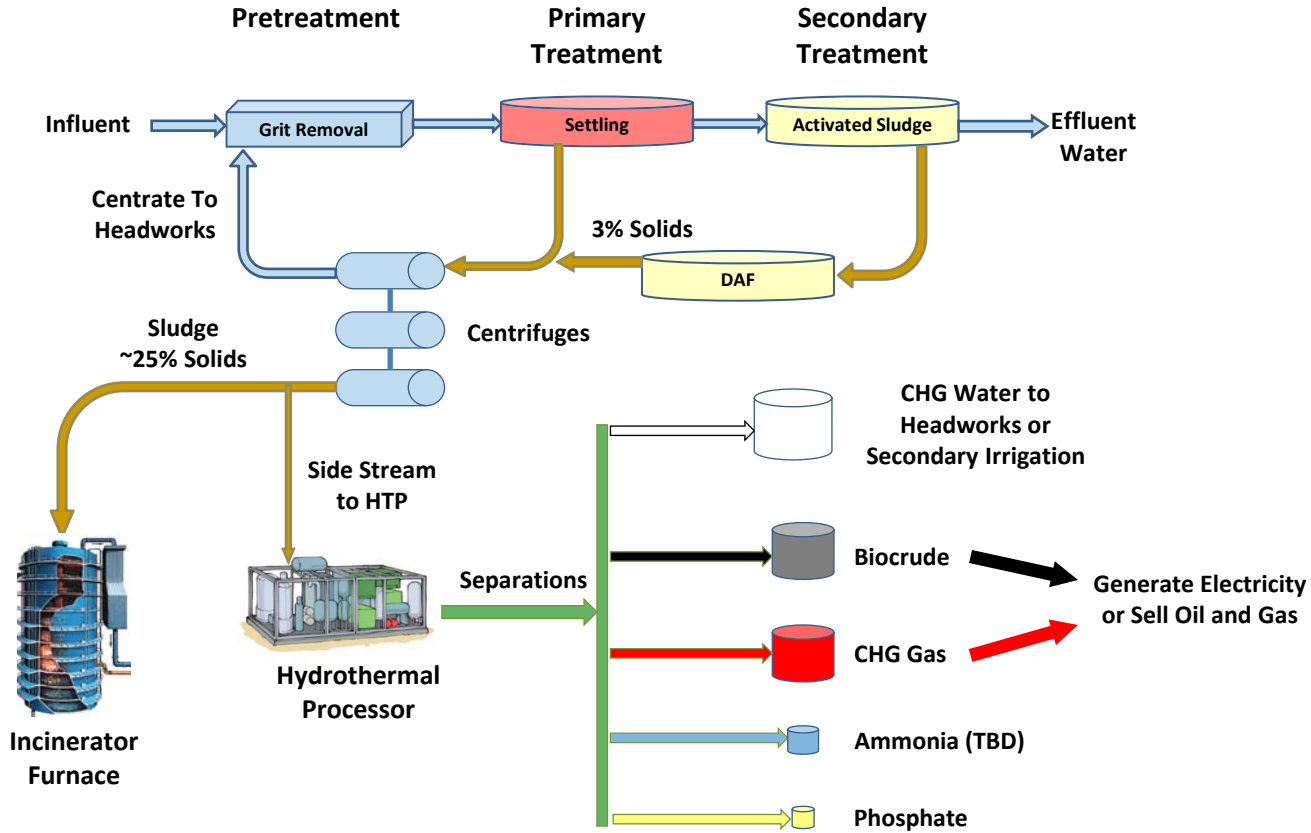 Pretreatment
Primary
Treatment
Secondary
Treatment
Influent
Grit Removal
Settling
Activated Sludge
Effluent
Water
Centrate To
Headworks
3% Solids
DAF
Centrifuges
Sludge
~25% Solids
Side Stream
to HTP
CHG Water to
Headworks or
Secondary Irrigation
Separations
Biocrude
Generate Electricity
or Sell Oil and Gas
CHG Gas
Hydrothermal
Processor
Incinerator
Furnace
Ammonia (TBD)
Phosphate